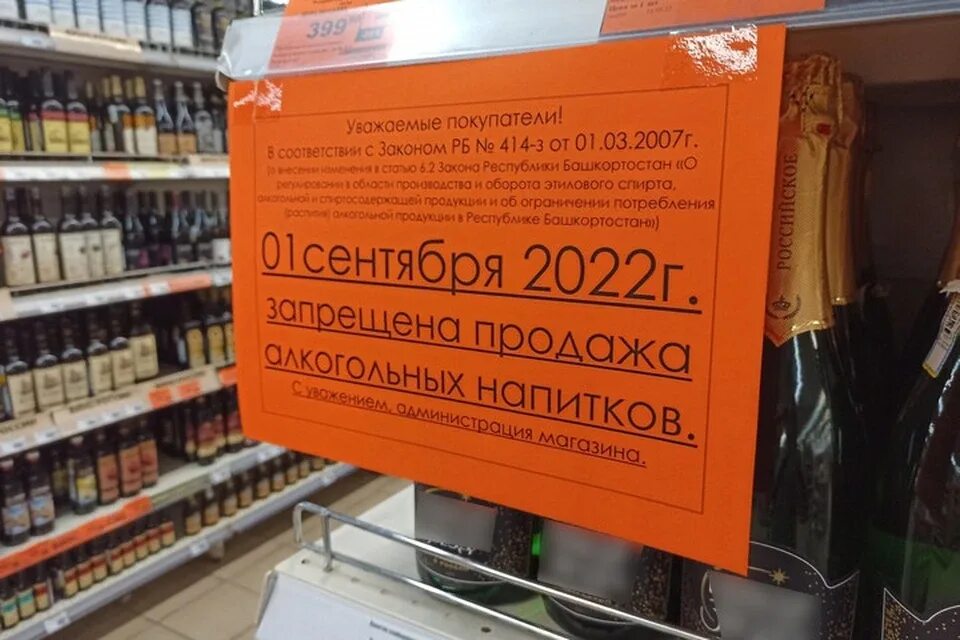 399
Уважаемые покупатели!
В соответствии с Законом РБ № 414-з от 01.03.2007г.
(о внесении изменения в статью 6.2 Закона Республики Башкортостан «О
регулировании в области производства и оборота этилового спирта,
алкогольной и спиртосодержащей продукции и об ограничении потребления
(распития) алкогольной продукции в Республике Башкортостан»)
01сентября 2022г.
запрещена продажа
алкогольных напитков.
С уважением, администрация магазина.
РОССИЙСКОЕ